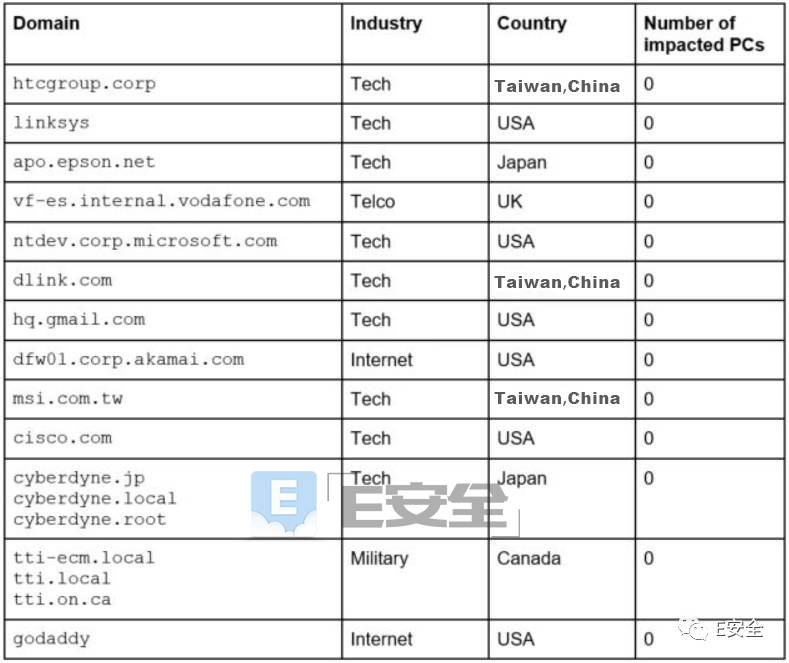 Domain Industry Country Number of
impacted PCs
htcgroup.corp Tech Taiwan,China 0
linksys Tech USA 0
apo.epson.net Tech Japan 0
vf-es.internal.vodafone.com Telco UK 0
ntdev.corp.microsoft.com Tech USA 0
dlink.com Tech Taiwan,China 0
hq.gmail.com Tech USA 0
dfw01.corp.akamai.com Internet USA 0
msi.com.tw Tech Taiwan,China 0
cisco.com Tech USA 0
cyberdyne.jp Tech Japan 0
cyberdyne.local
cyberdyne.root
E「E安全」
tti-ecm.local Military Canada 0
tti.local
tti.on.ca
godaddy Internet USA 0
E安全